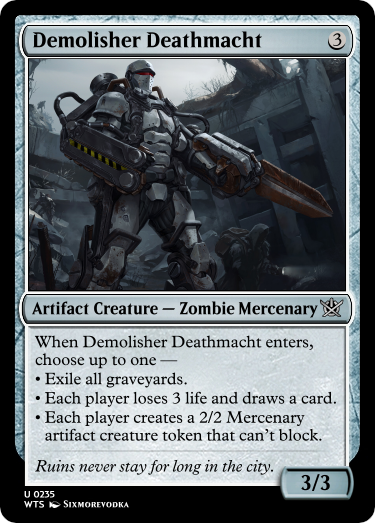 Demolisher Deathmacht 3
Artifact Creature — Zombie Mercenary
When Demolisher Deathmacht enters,
choose up to one —
• Exile all graveyards.
• Each player loses 3 life and draws a card.
• Each player creates a 2/2 Mercenary
artifact creature token that can't block.
Ruins never stay for long in the city.
3/3
U 0235
WTS SIXMOREVODKA